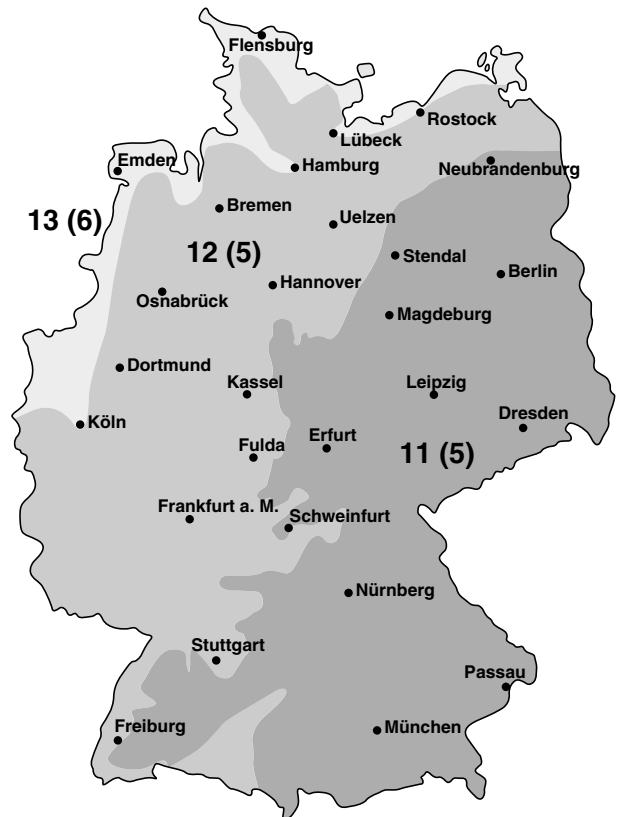 Flensburg
Rostock
Lübeck
Emden
Hamburg
Neubrandenburg
Bremen
13 (6)
Uelzen
12 (5)
Stendal
Berlin
Hannover
Osnabrück
Magdeburg
Dortmund
Kassel
Leipzig
Köln
Dresden
Erfurt
Fulda
11 (5)
Frankfurt a. M.
Schweinfurt
Nürnberg
Stuttgart
Passau
Freiburg
München